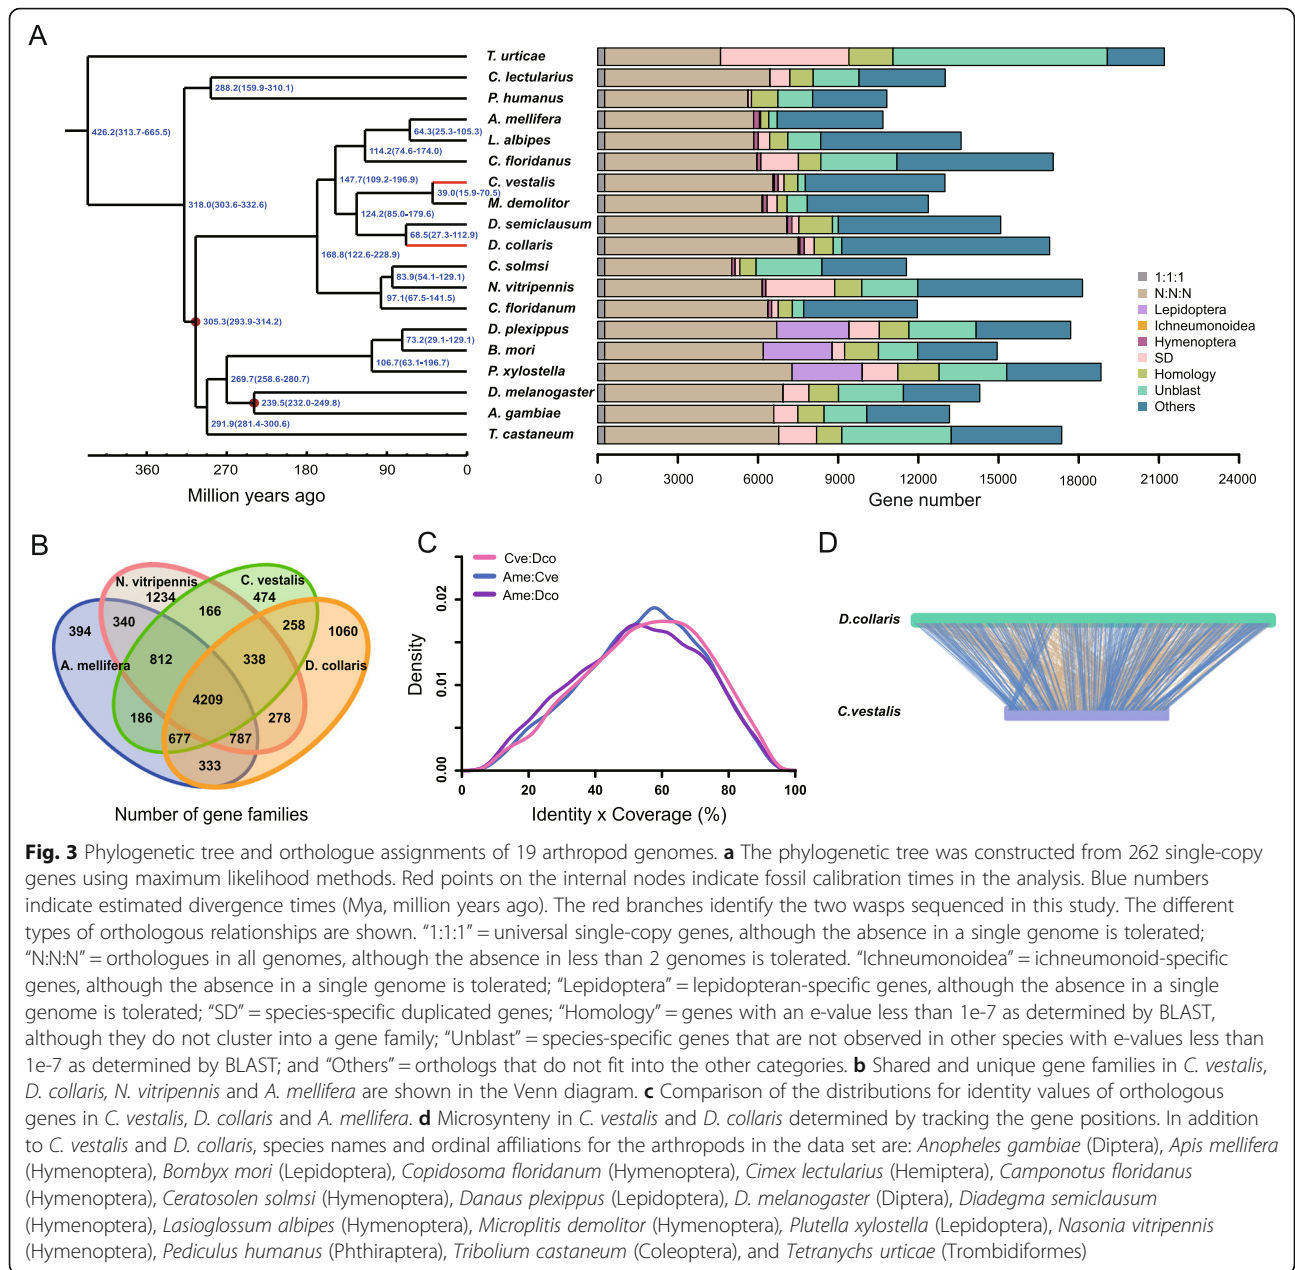 A
T. urticae
C. lectularius
P. humanus
A. mellifera
L. albipes
C. floridanus
C. vestalis
M. demolitor
D. semiclausum
D. collaris
C. solmsi
N. vitripennis
C. floridanum
D. plexippus
B. mori
P. xylostella
D. melanogaster
A. gambiae
T. castaneum
426.2(313.7-665.5)
288.2(159.9-310.1)
318.0(303.6-332.6)
64.3(25.3-105.3)
114.2(74.6-174.0)
147.7(109.2-196.9)
39.0(15.9-70.5)
124.2(85.0-179.6)
68.5(27.3-112.9)
168.8(122.6-228.9)
83.9(54.1-129.1)
97.1(67.5-141.5)
305.3(293.9-314.2)
73.2(29.1-129.1)
106.7(63.1-196.7)
269.7(258.6-280.7)
239.5(232.0-249.8)
291.9(281.4-300.6)
360 270 180 90 0
Million years ago
1:1:1
N:N:N
Lepidoptera
Ichneumonoidea
Hymenoptera
SD
Homology
Unblast
Others
0 3000 6000 9000 12000 15000 18000 21000 24000
Gene number
B
N. vitripennis
1234
C. vestalis
474
166
394
340
258
1060
A. mellifera
812
338
D. collaris
4209
186
278
677
787
333
Number of gene families
C
Cve:Dco
Ame:Cve
Ame:Dco
Density
0.00 0.01 0.02
0 20 40 60 80 100
Identity x Coverage (%)
D
D.collaris
C.vestalis
Fig. 3 Phylogenetic tree and orthologue assignments of 19 arthropod genomes. a The phylogenetic tree was constructed from 262 single-copy
genes using maximum likelihood methods. Red points on the internal nodes indicate fossil calibration times in the analysis. Blue numbers
indicate estimated divergence times (Mya, million years ago). The red branches identify the two wasps sequenced in this study. The different
types of orthologous relationships are shown. “1:1:1” = universal single-copy genes, although the absence in a single genome is tolerated;
“N:N:N” = orthologues in all genomes, although the absence in less than 2 genomes is tolerated. “Ichneumonoidea” = ichneumonoid-specific
genes, although the absence in a single genome is tolerated; “Lepidoptera” = lepidopteran-specific genes, although the absence in a single
genome is tolerated; “SD” = species-specific duplicated genes; “Homology” = genes with an e-value less than 1e-7 as determined by BLAST,
although they do not cluster into a gene family; “Unblast” = species-specific genes that are not observed in other species with e-values less than
1e-7 as determined by BLAST; and “Others” = orthologs that do not fit into the other categories. b Shared and unique gene families in C. vestalis,
D. collaris, N. vitripennis and A. mellifera are shown in the Venn diagram. c Comparison of the distributions for identity values of orthologous
genes in C. vestalis, D. collaris and A. mellifera. d Microsynteny in C. vestalis and D. collaris determined by tracking the gene positions. In addition
to C. vestalis and D. collaris, species names and ordinal affiliations for the arthropods in the data set are: Anopheles gambiae (Diptera), Apis mellifera
(Hymenoptera), Bombyx mori (Lepidoptera), Copidosoma floridanum (Hymenoptera), Cimex lectularius (Hemiptera), Camponotus floridanus
(Hymenoptera), Ceratosolen solmsi (Hymenoptera), Danaus plexippus (Lepidoptera), D. melanogaster (Diptera), Diadegma semiclausum
(Hymenoptera), Lasioglossum albipes (Hymenoptera), Microplitis demolitor (Hymenoptera), Plutella xylostella (Lepidoptera), Nasonia vitripennis
(Hymenoptera), Pediculus humanus (Phthiraptera), Tribolium castaneum (Coleoptera), and Tetranychs urticae (Trombidiformes)